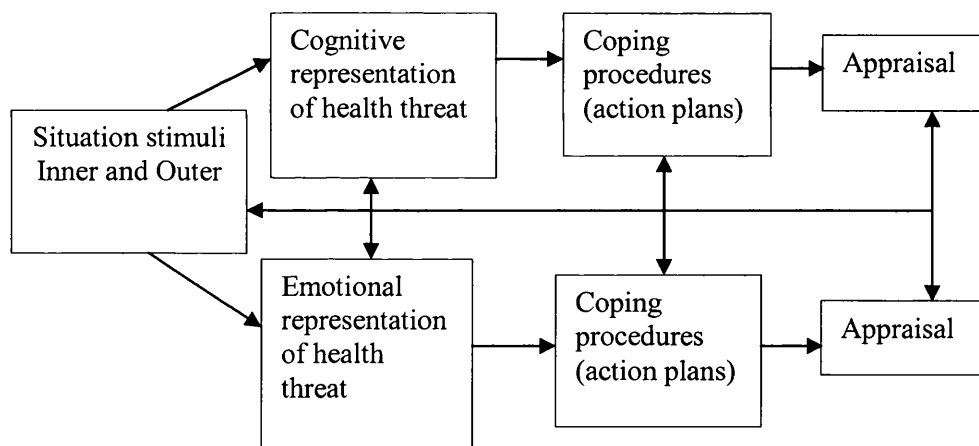 Situation stimuli
Inner and Outer
Cognitive
representation
of health threat
Coping
procedures
(action plans)
Appraisal
Emotional
representation
of health
threat
Coping
procedures
(action plans)
Appraisal